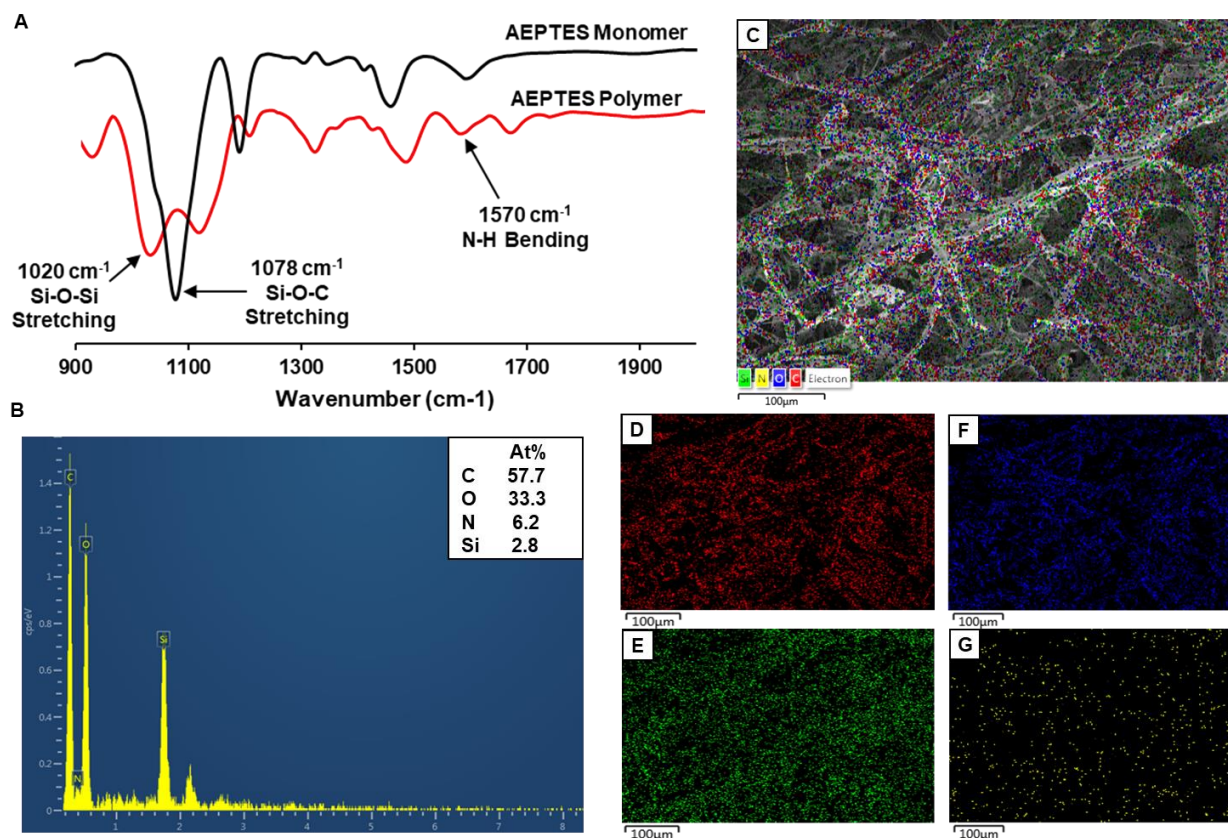 A
AEPTES Monomer
AEPTES Polymer
1570 cm-1
N-H Bending
1020 cm-1
Si-O-Si
Stretching
1078 cm-1
Si-O-C
Stretching
900 1100 1300 1500 1700 1900
Wavenumber (cm-1)
B
At%
C 57.7
O 33.3
N 6.2
Si 2.8
C
O
Si
N
cps/eV
1.4
1.2
1
0.8
0.6
0.4
0.2
0
1 2 3 4 5 6 7 8
C
Si N O C Electron
100µm
D
100µm
F
100µm
E
100µm
G
100µm